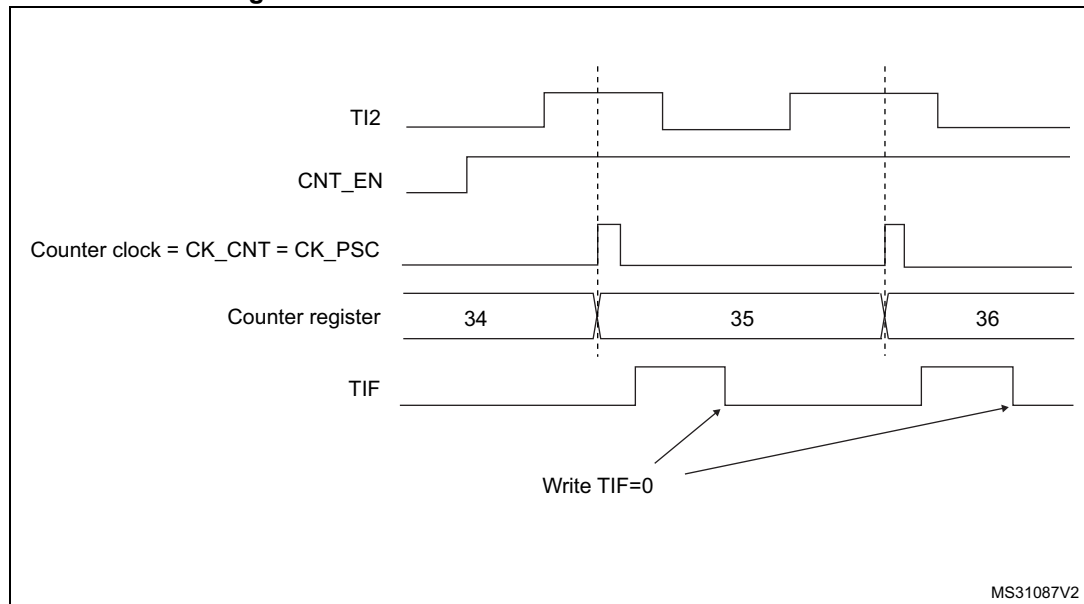 TI2
CNT_EN
Counter clock = CK_CNT = CK_PSC
Counter register 34 35 36
TIF
Write TIF=0
MS31087V2